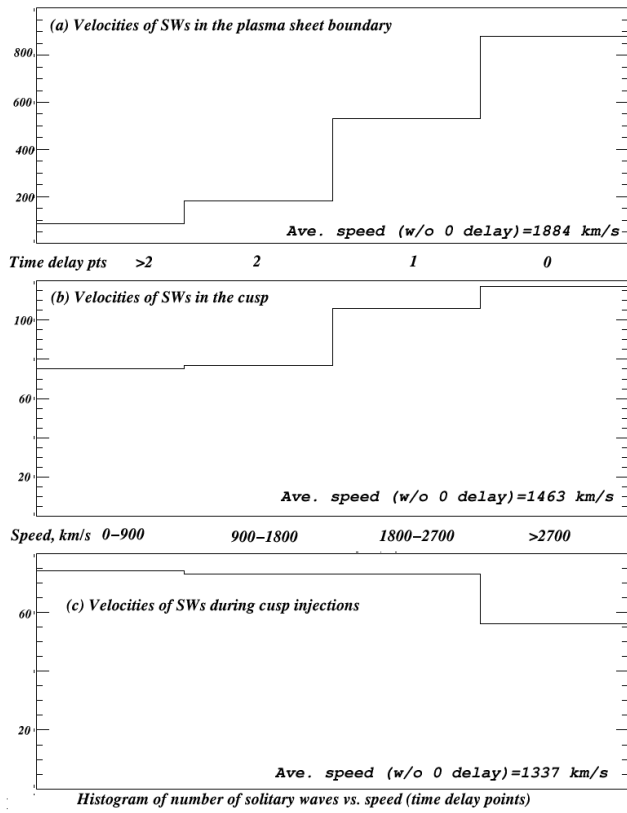 (a) Velocities of SWs in the plasma sheet boundary
800
600
400
200
Ave. speed (w/o 0 delay)=1884 km/s
Time delay pts >2 2 1 0
(b) Velocities of SWs in the cusp
100
60
20
Ave. speed (w/o 0 delay)=1463 km/s
Speed, km/s 0-900 900-1800 1800-2700 >2700
60
(c) Velocities of SWs during cusp injections
20
Ave. speed (w/o 0 delay)=1337 km/s
Histogram of number of solitary waves vs. speed (time delay points)